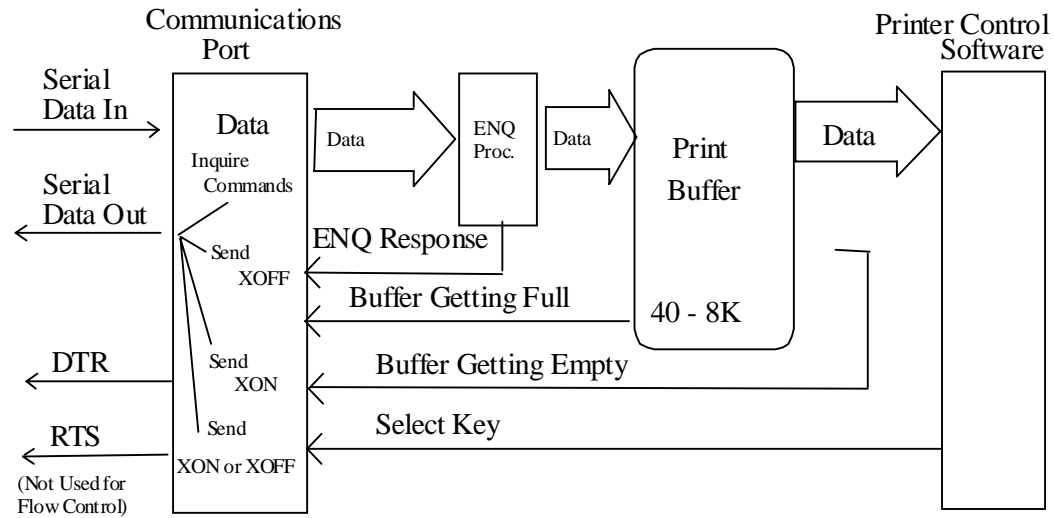 Communications
Port
Printer Control
Software
Serial
Data In
Data
Data
ENQ
Proc.
Data
Print
Buffer
Data
Inquire
Commands
Serial
Data Out
Send
XOFF
ENQ Response
Buffer Getting Full
40 - 8K
DTR
Send
XON
Buffer Getting Empty
RTS
Send
XON or XOFF
Select Key
(Not Used for
Flow Control)